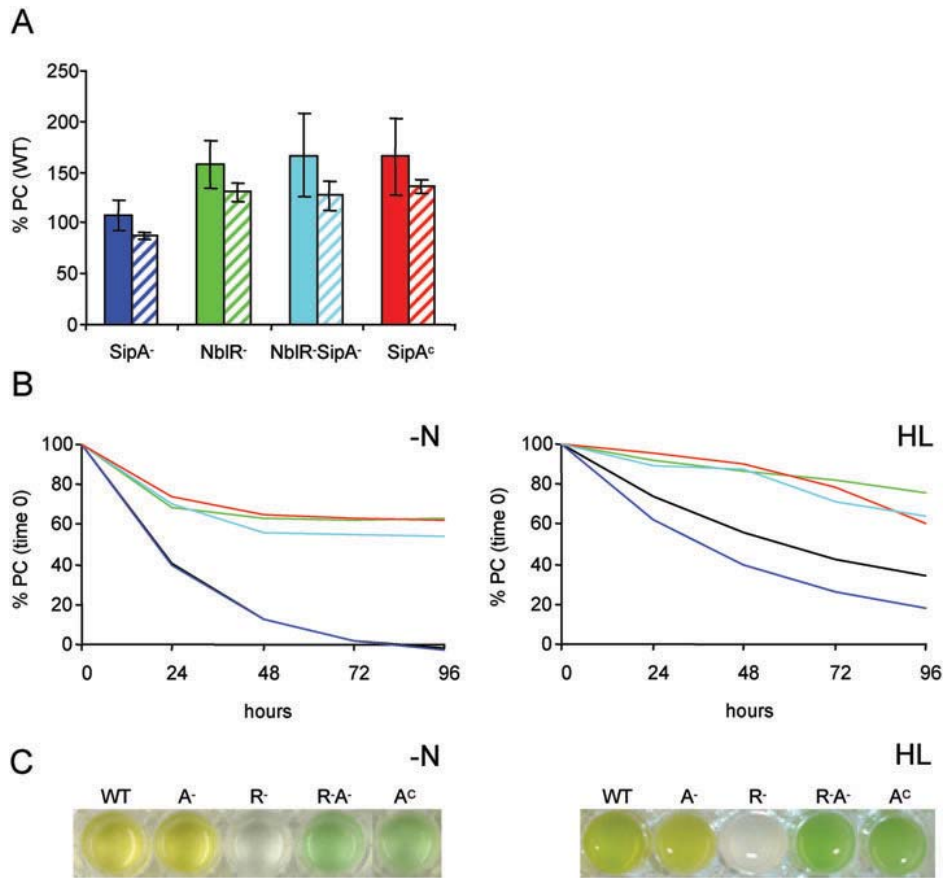 A
250
200
150
100
50
0
% PC (WT)
SipA-
NblR-
NblR-SipA-
SipAᶜ
B
-N
100
80
60
40
20
0
% PC (time 0)
0 24 48 72 96
hours
HL
100
80
60
40
20
0
% PC (time 0)
0 24 48 72 96
hours
C
-N
WT A- R- R-A- Aᶜ
HL
WT A- R- R-A- Aᶜ